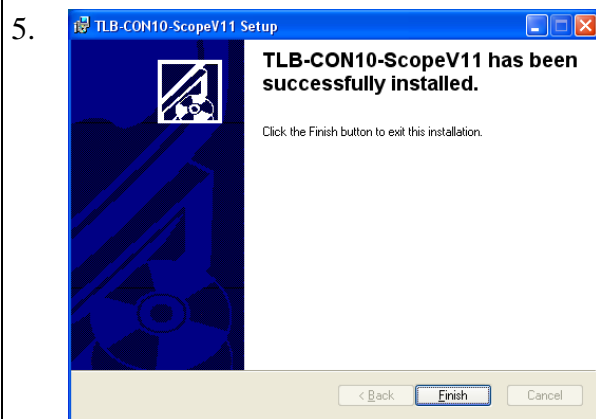 5.
TLB-CON10-ScopeV11 Setup
TLB-CON10-ScopeV11 has been
successfully installed.
Click the Finish button to exit this installation.
< Back Finish Cancel